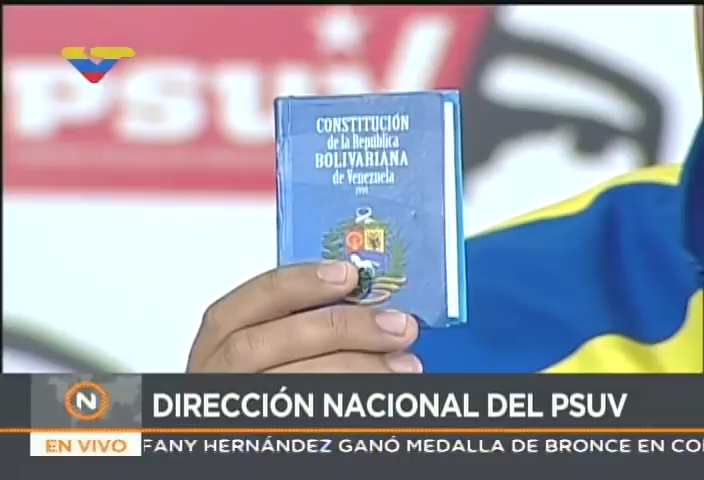 PSUV
CONSTITUCIÓN
de la República
BOLIVARIANA
de Venezuela
1999
N
DIRECCIÓN NACIONAL DEL PSUV
EN VIVO
FANY HERNÁNDEZ GANÓ MEDALLA DE BRONCE EN CO